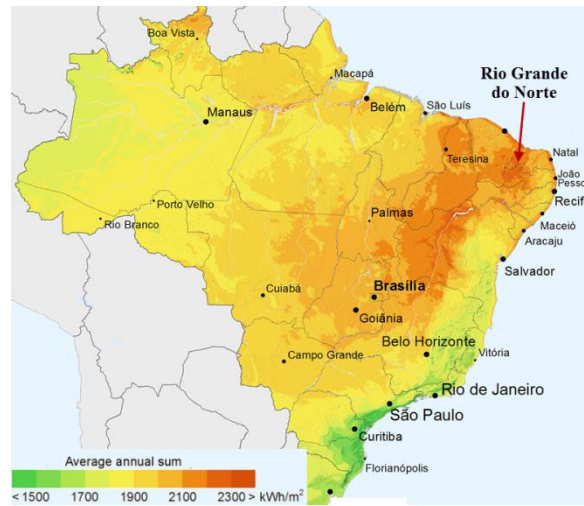 Boa Vista
Macapá
Rio Grande
do Norte
Manaus
Belém
São Luís
Teresina
Natal
João
Pesso
Recif
Porto Velho
Rio Branco
Palmas
Maceió
Aracaju
Salvador
Cuiabá
Brasília
Goiânia
Belo Horizonte
Vitória
Campo Grande
Rio de Janeiro
São Paulo
Curitiba
Florianópolis
Average annual sum
< 1500 1700 1900 2100 2300 > kWh/m²